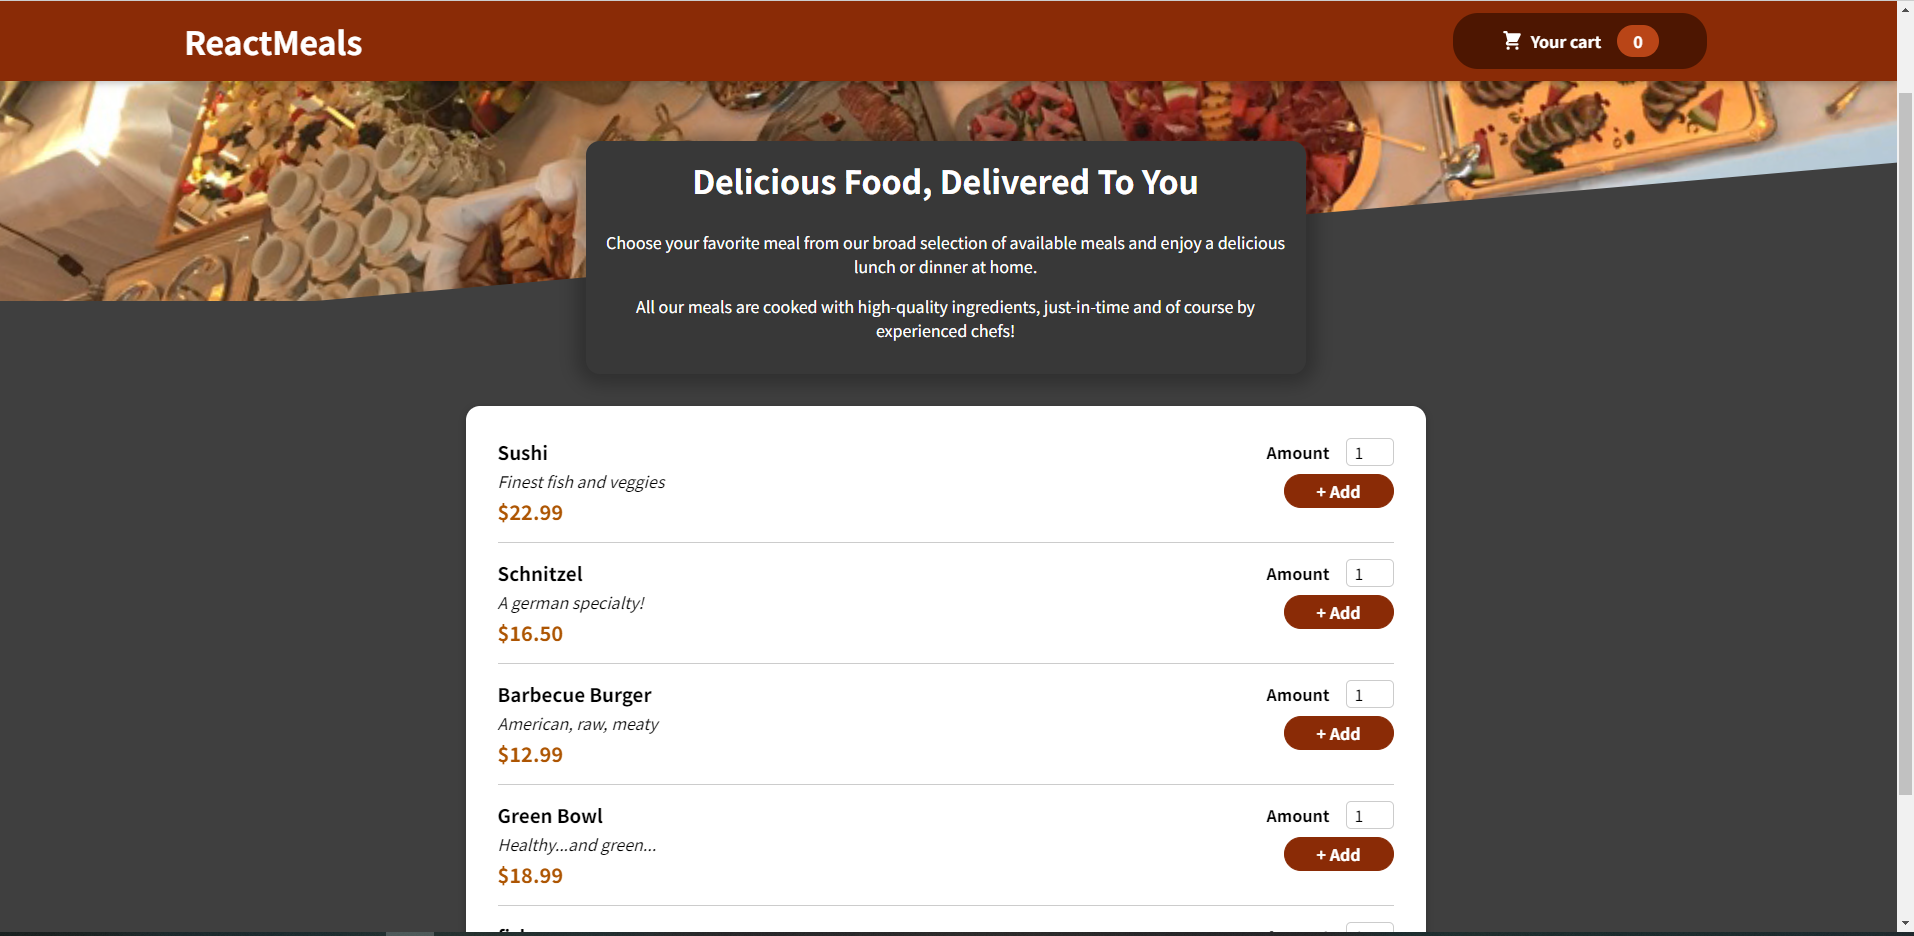 ReactMeals
Your cart 0
Delicious Food, Delivered To You
Choose your favorite meal from our broad selection of available meals and enjoy a delicious
lunch or dinner at home.
All our meals are cooked with high-quality ingredients, just-in-time and of course by
experienced chefs!
Sushi
Amount 1
Finest fish and veggies
+ Add
$22.99
Schnitzel
Amount 1
A german specialty!
+ Add
$16.50
Barbecue Burger
Amount 1
American, raw, meaty
+ Add
$12.99
Green Bowl
Amount 1
Healthy...and green...
+ Add
$18.99